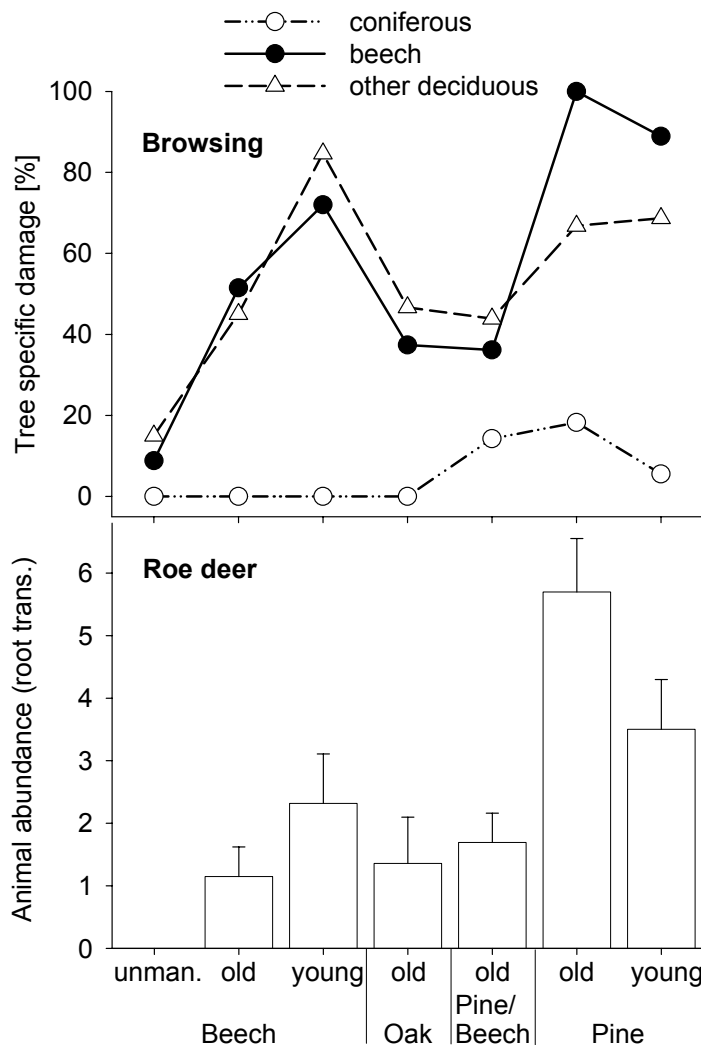 coniferous
beech
other deciduous
Browsing
Tree specific damage [%]
100
80
60
40
20
0
Roe deer
Animal abundance (root trans.)
6
5
4
3
2
1
0
unman. old young old old old young
Beech Oak Pine/ Beech Pine